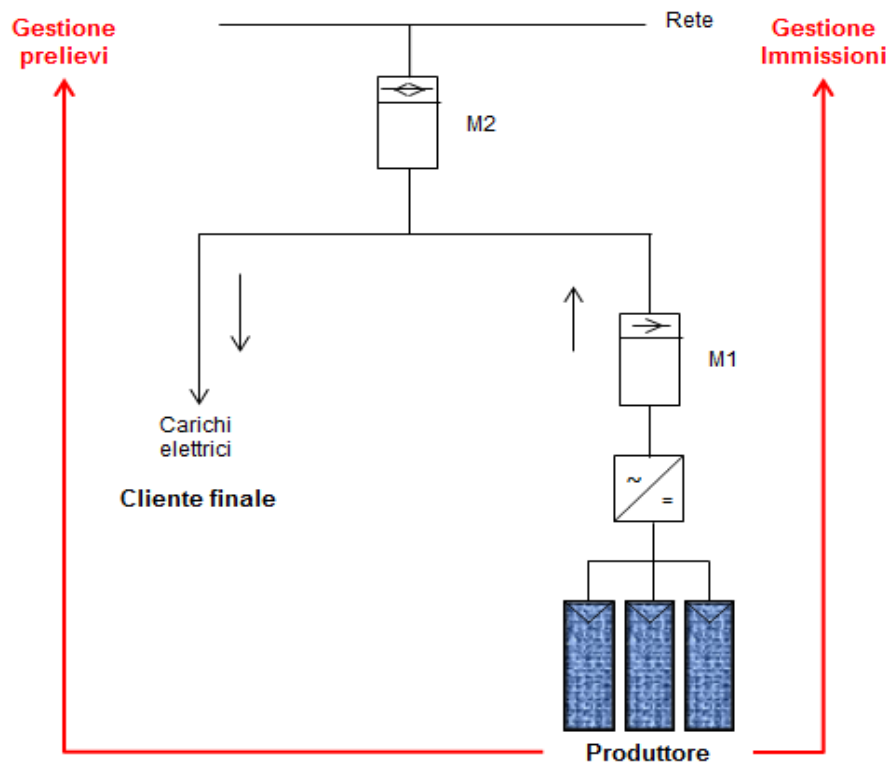 Gestione
prelievi
Rete
Gestione
Immissioni
M2
M1
Carichi
elettrici
Cliente finale
~
=
Produttore